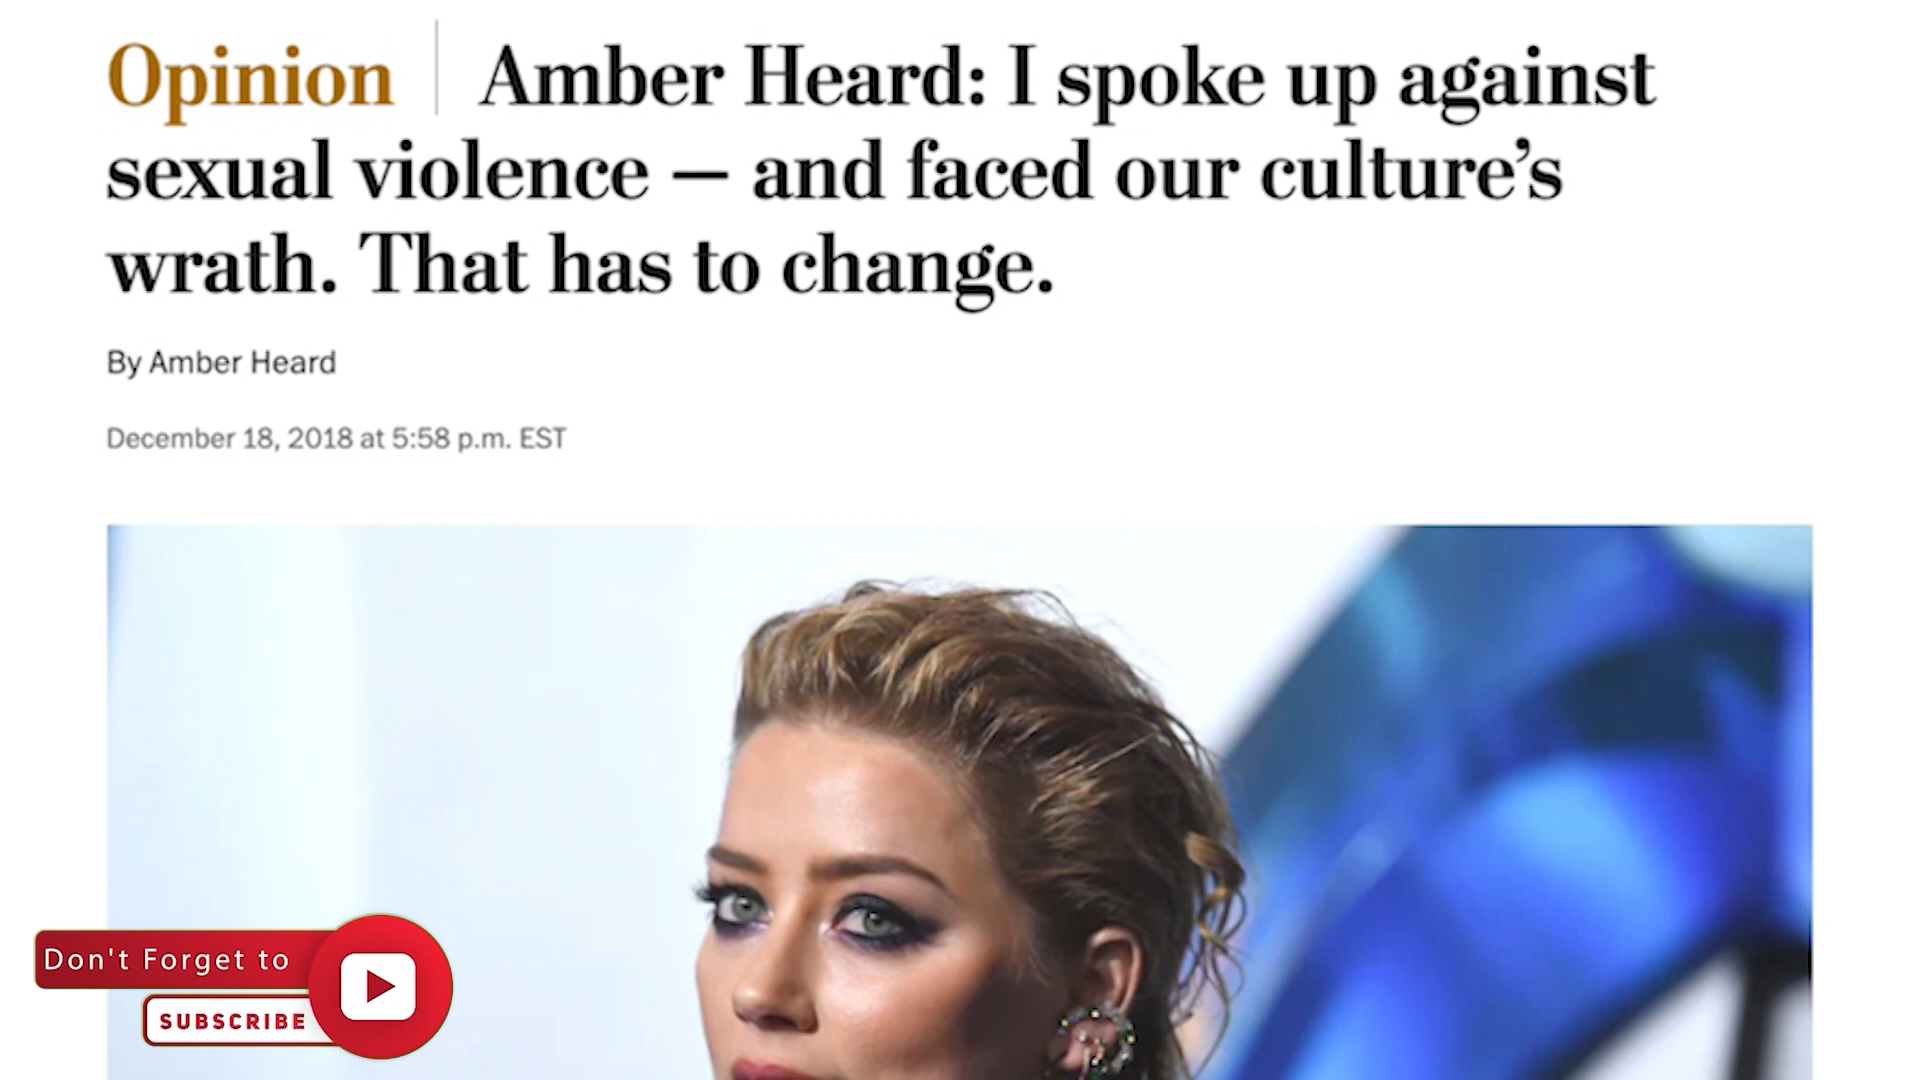 Opinion | Amber Heard: I spoke up against
sexual violence — and faced our culture’s
wrath. That has to change.
By Amber Heard
December 18, 2018 at 5:58 p.m. EST
Don't Forget to
SUBSCRIBE